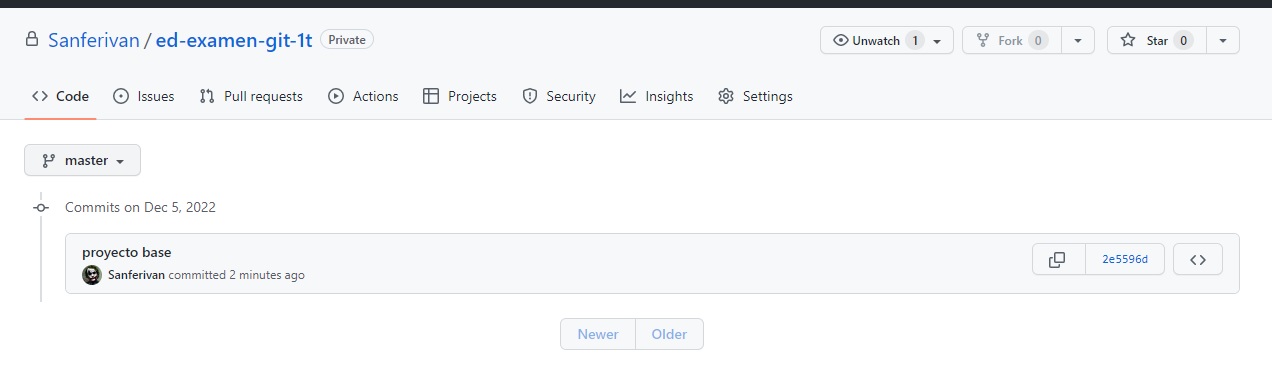 Sanferivan / ed-examen-git-1t Private Unwatch 1 Fork 0 Star 0
Code Issues Pull requests Actions Projects Security Insights Settings
master
Commits on Dec 5, 2022
proyecto base
Sanferivan committed 2 minutes ago 2e5596d
Newer Older